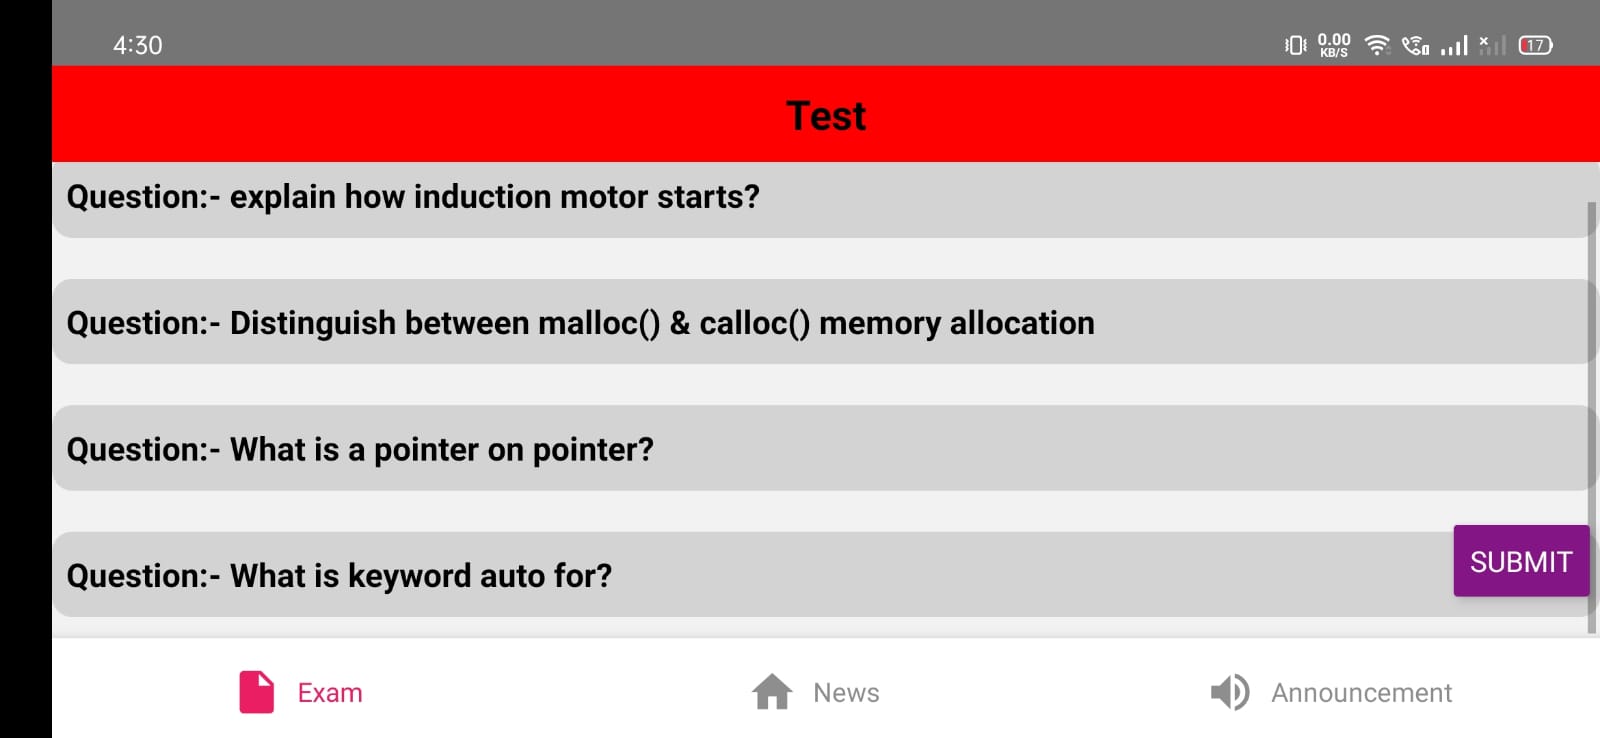 4:30
0.00
KB/S
17
Test
Question:- explain how induction motor starts?
Question:- Distinguish between malloc() & calloc() memory allocation
Question:- What is a pointer on pointer?
Question:- What is keyword auto for?
SUBMIT
Exam
News
Announcement